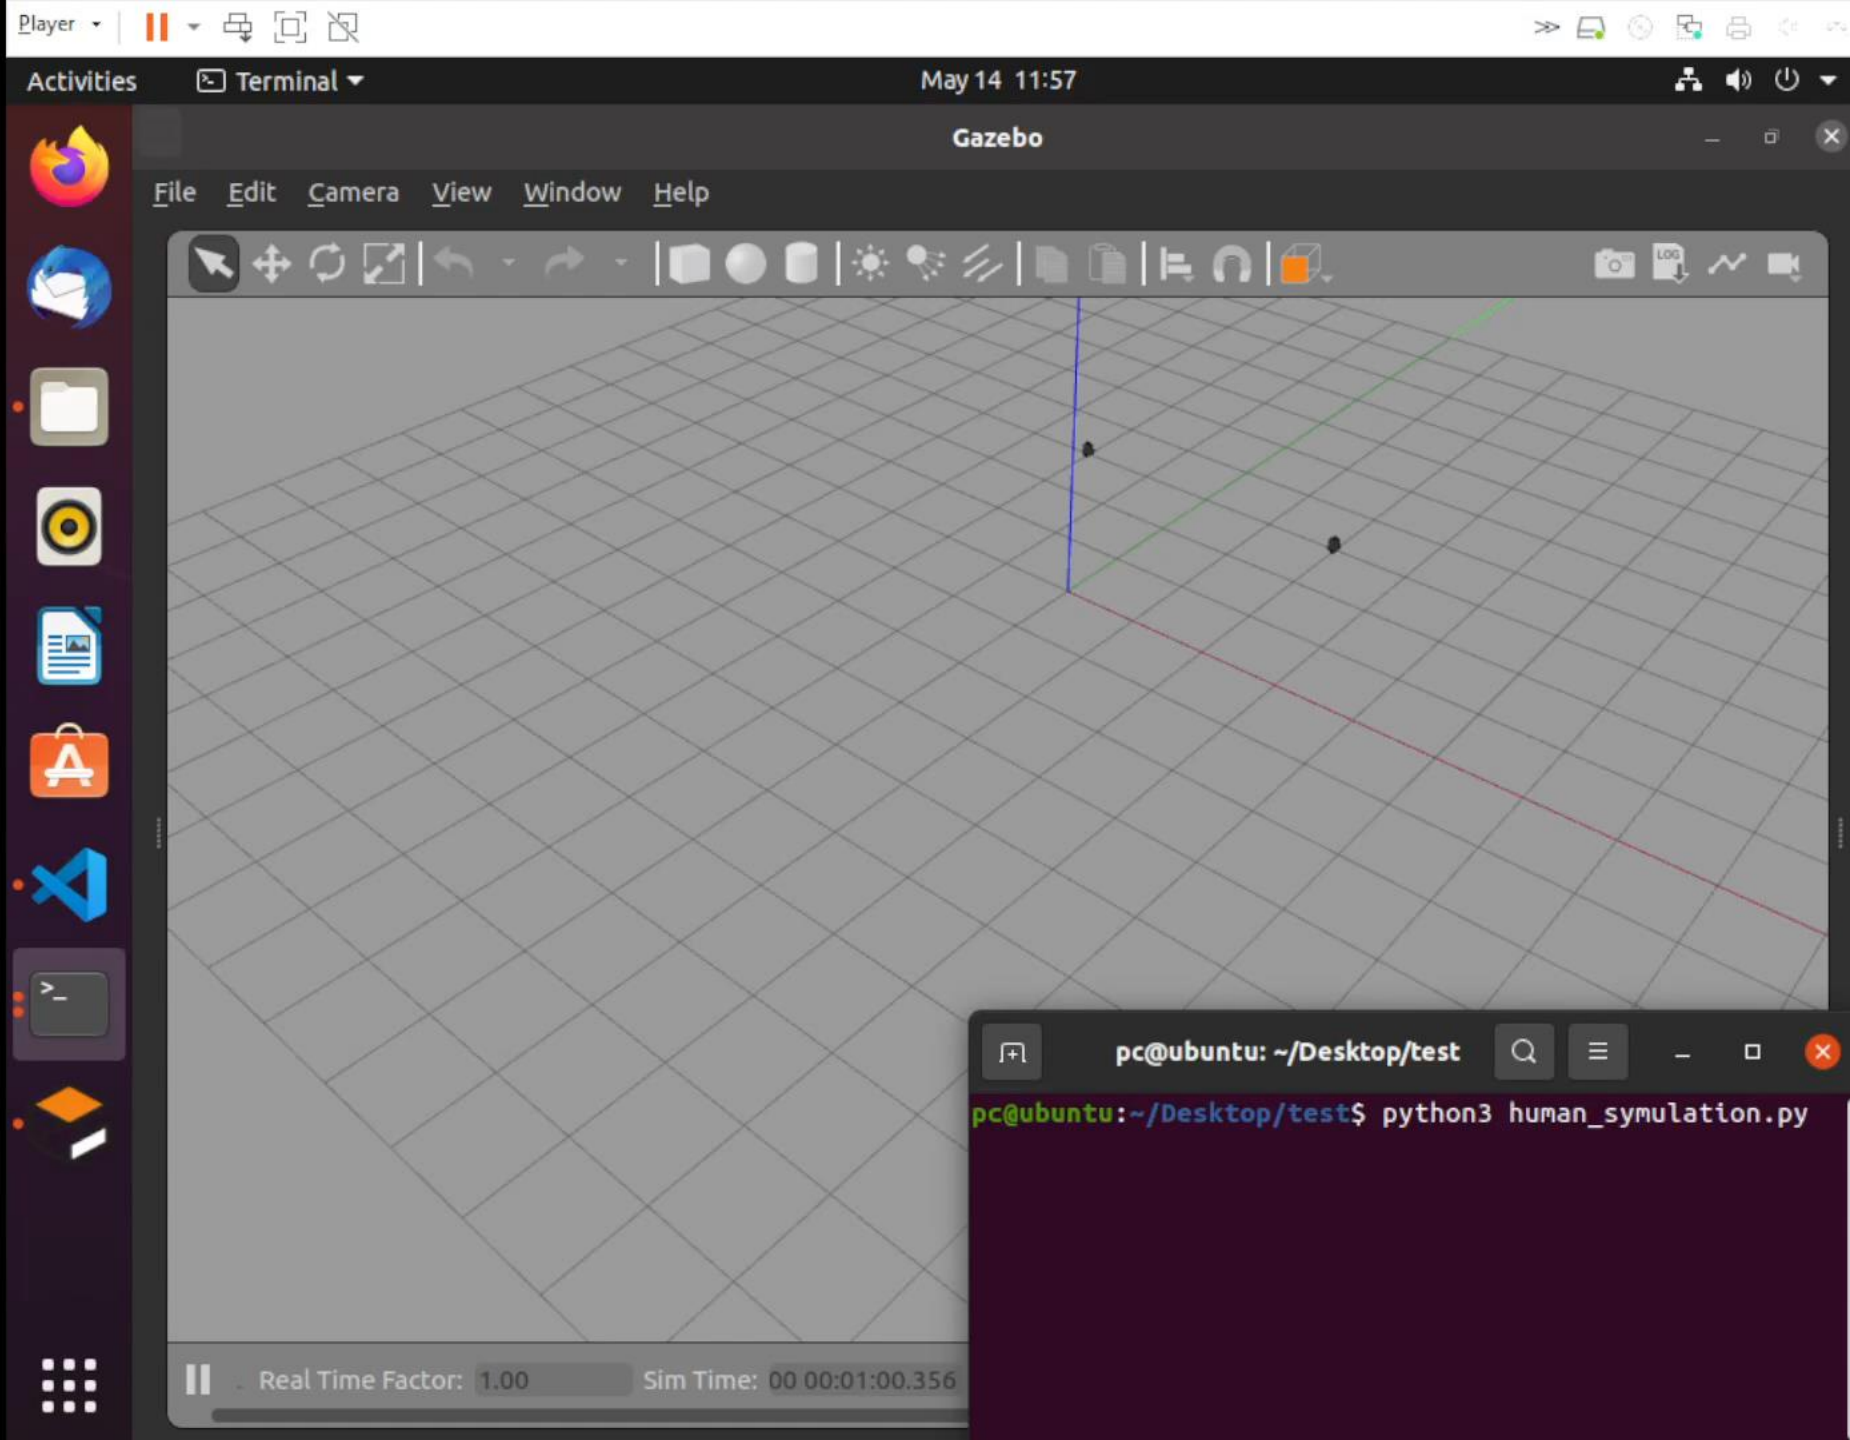 Player
Activities Terminal May 14 11:57
Gazebo
File Edit Camera View Window Help
LOG
pc@ubuntu: ~/Desktop/test
pc@ubuntu:~/Desktop/test$ python3 human_symulation.py
Real Time Factor: 1.00 Sim Time: 00 00:01:00.356